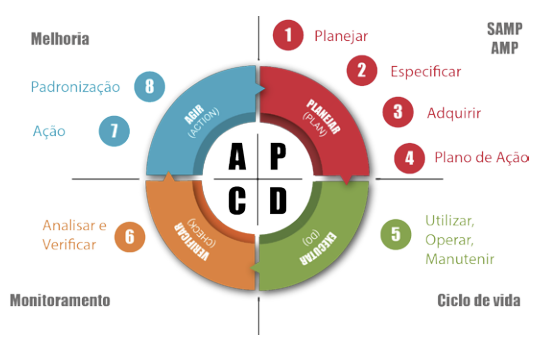 Melhoria
SAMP
AMP
1 Planejar
2 Especificar
3 Adquirir
4 Plano de Ação
8 Padronização
7 Ação
AGIR
(ACTION)
PLANEJAR
(PLAN)
A P
C D
VERIFICAR
(CHECK)
EXECUTAR
(DO)
Analisar e
Verificar
6
5
Utilizar,
Operar,
Manutenir
Monitoramento
Ciclo de vida